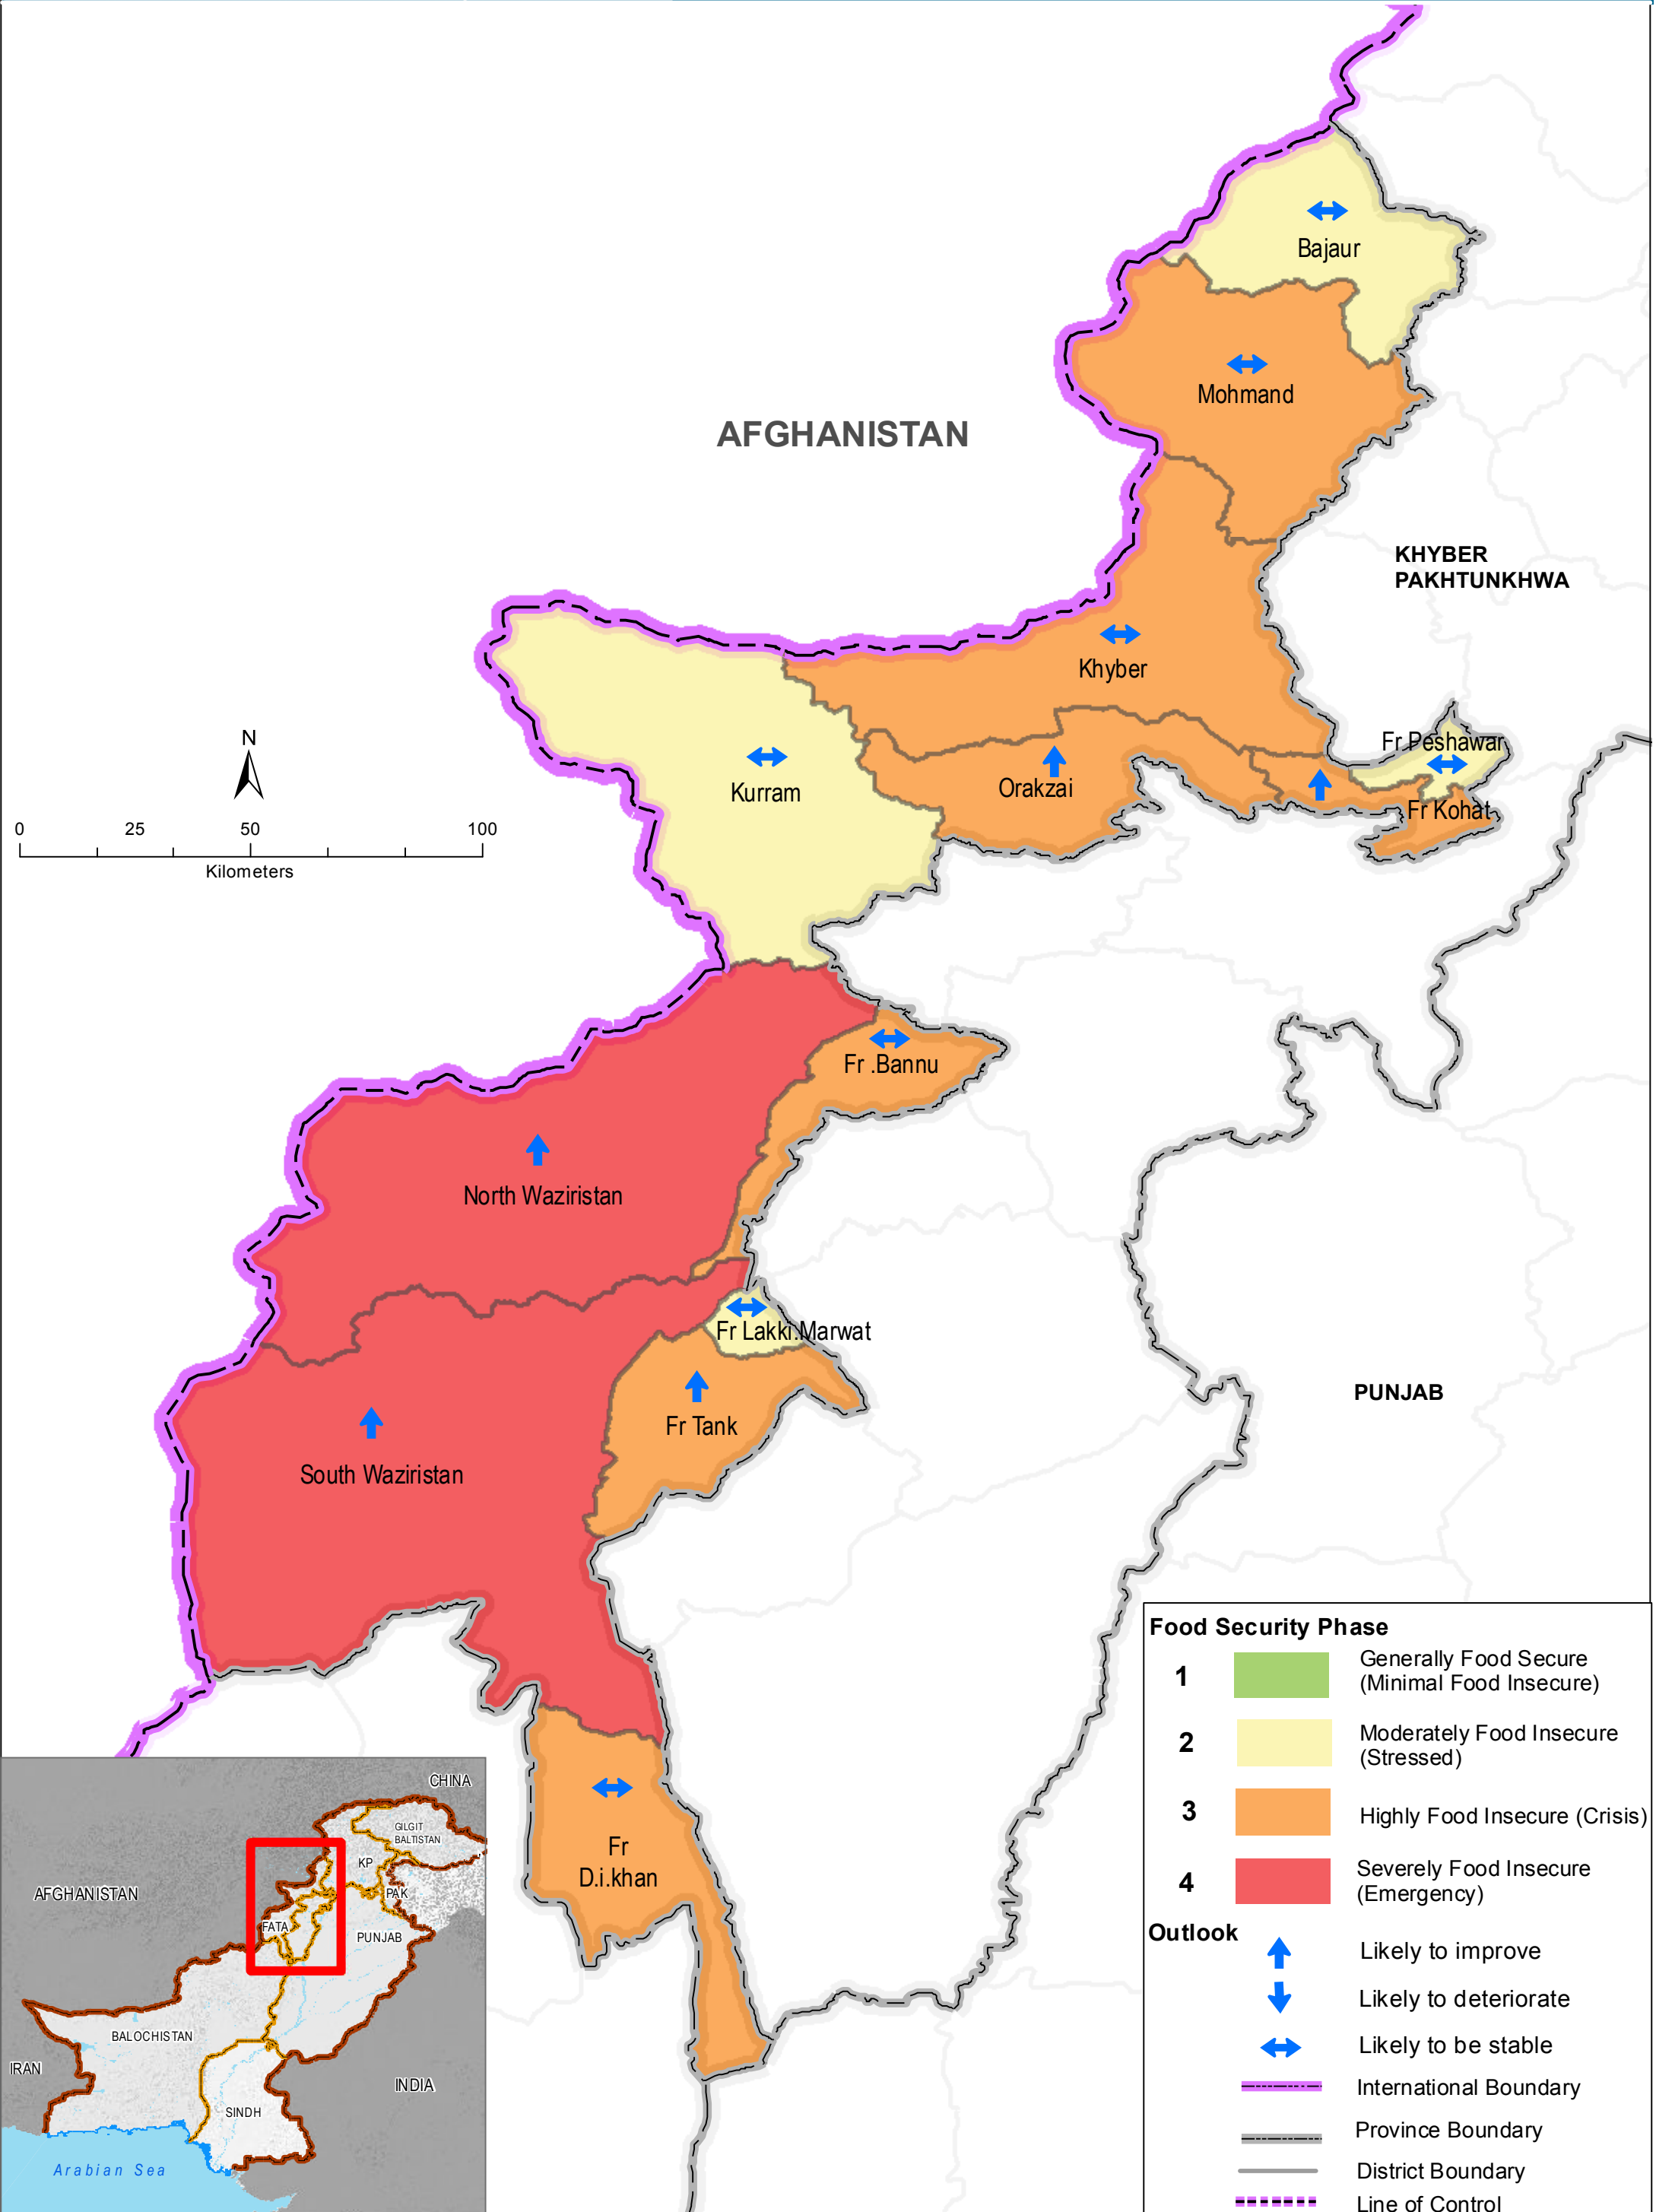 Bajaur
Mohmand
AFGHANISTAN
KHYBER
PAKHTUNKHWA
Khyber
Fr Peshawar
Kurram
Orakzai
Fr Kohat
N
0 25 50 100
Kilometers
Fr .Bannu
North Waziristan
Fr Lakki.Marwat
PUNJAB
Fr Tank
South Waziristan
Fr
D.i.khan
Food Security Phase
1 Generally Food Secure
(Minimal Food Insecure)
2 Moderately Food Insecure
(Stressed)
3 Highly Food Insecure (Crisis)
4 Severely Food Insecure
(Emergency)
Outlook
Likely to improve
Likely to deteriorate
Likely to be stable
International Boundary
Province Boundary
District Boundary
Line of Control
CHINA
GILGIT
BALTISTAN
KP
AFGHANISTAN
PAK
FATA
PUNJAB
BALOCHISTAN
IRAN
INDIA
SINDH
Arabian Sea